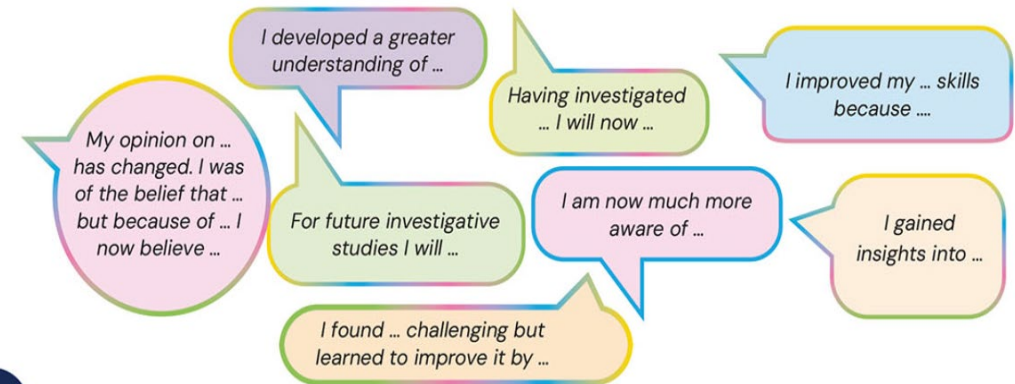 I developed a greater
understanding of ...
Having investigated
... I will now ...
I improved my ... skills
because ....
My opinion on ...
has changed. I was
of the belief that ...
but because of ... I
now believe ...
For future investigative
studies I will ...
I am now much more
aware of ...
I gained
insights into ...
I found ... challenging but
learned to improve it by ...